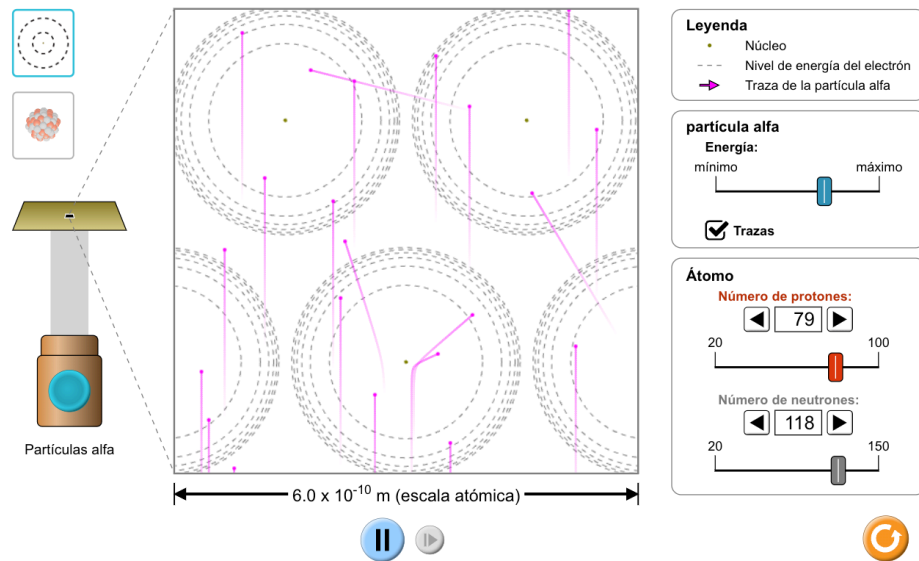 Leyenda
Núcleo
Nivel de energía del electrón
Traza de la partícula alfa
partícula alfa
Energía:
mínimo máximo
Trazas
Átomo
Número de protones:
79
20 100
Número de neutrones:
118
20 150
Partículas alfa
6.0 x 10⁻¹⁰ m (escala atómica)